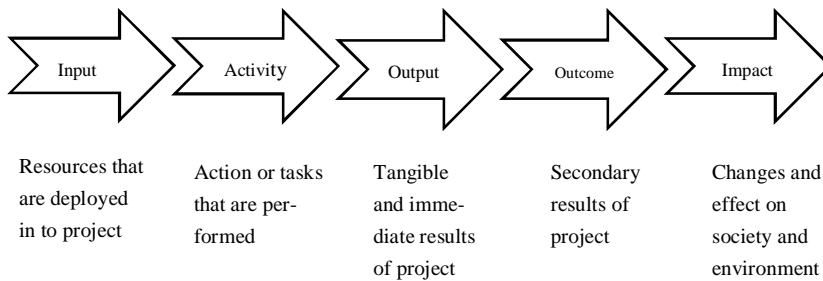 Input
Activity
Output
Outcome
Impact
Resources that
are deployed
in to project
Action or tasks
that are per-
formed
Tangible
and imme-
diate results
of project
Secondary
results of
project
Changes and
effect on
society and
environment